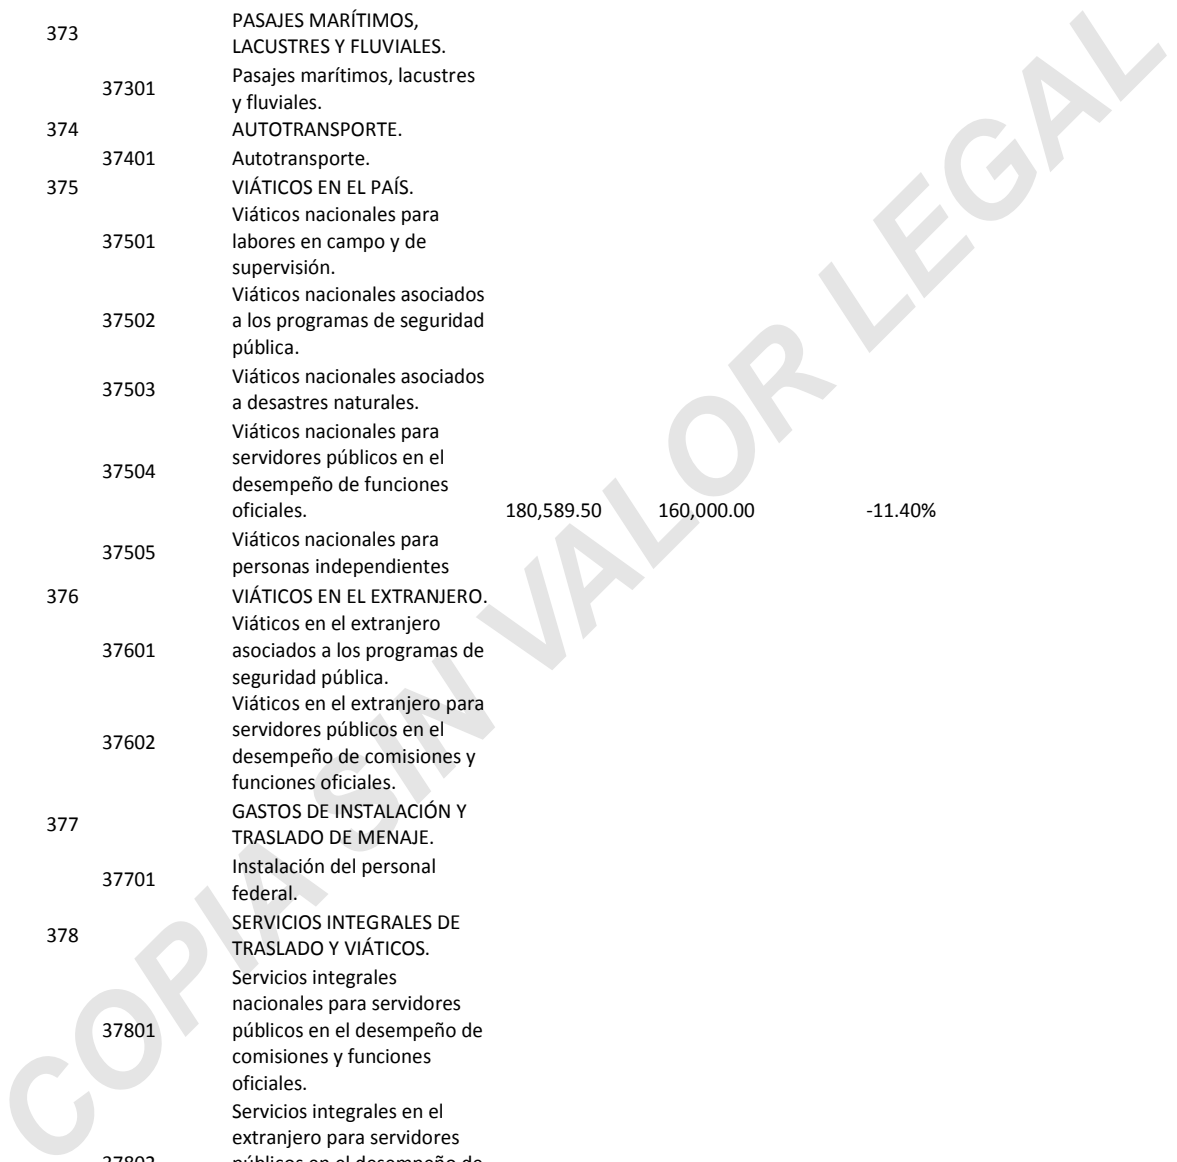 373 PASAJES MARÍTIMOS,
LACUSTRES Y FLUVIALES.
37301 Pasajes marítimos, lacustres
y fluviales.
374 AUTOTRANSPORTE.
37401 Autotransporte.
375 VIÁTICOS EN EL PAÍS.
Viáticos nacionales para
37501 labores en campo y de
supervisión.
Viáticos nacionales asociados
37502 a los programas de seguridad
pública.
37503 Viáticos nacionales asociados
a desastres naturales.
Viáticos nacionales para
servidores públicos en el
37504 desempeño de funciones
oficiales. 180,589.50 160,000.00 -11.40%
37505 Viáticos nacionales para
personas independientes
376 VIÁTICOS EN EL EXTRANJERO.
Viáticos en el extranjero
37601 asociados a los programas de
seguridad pública.
Viáticos en el extranjero para
servidores públicos en el
37602 desempeño de comisiones y
funciones oficiales.
377 GASTOS DE INSTALACIÓN Y
TRASLADO DE MENAJE.
37701 Instalación del personal
federal.
378 SERVICIOS INTEGRALES DE
TRASLADO Y VIÁTICOS.
Servicios integrales
nacionales para servidores
37801 públicos en el desempeño de
comisiones y funciones
oficiales.
Servicios integrales en el
extranjero para servidores
37802 públicos en el desempeño de
COPIA SIN VALOR LEGAL